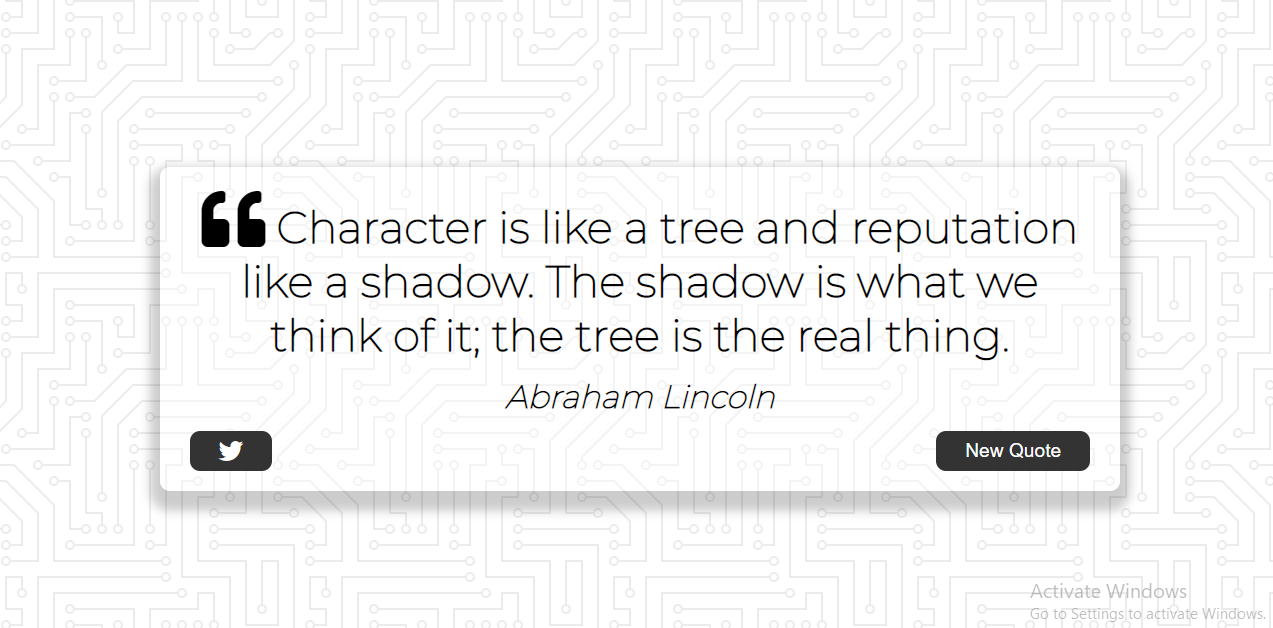 Character is like a tree and reputation
like a shadow. The shadow is what we
think of it; the tree is the real thing.
Abraham Lincoln
New Quote
Activate Windows
Go to Settings to activate Windows.